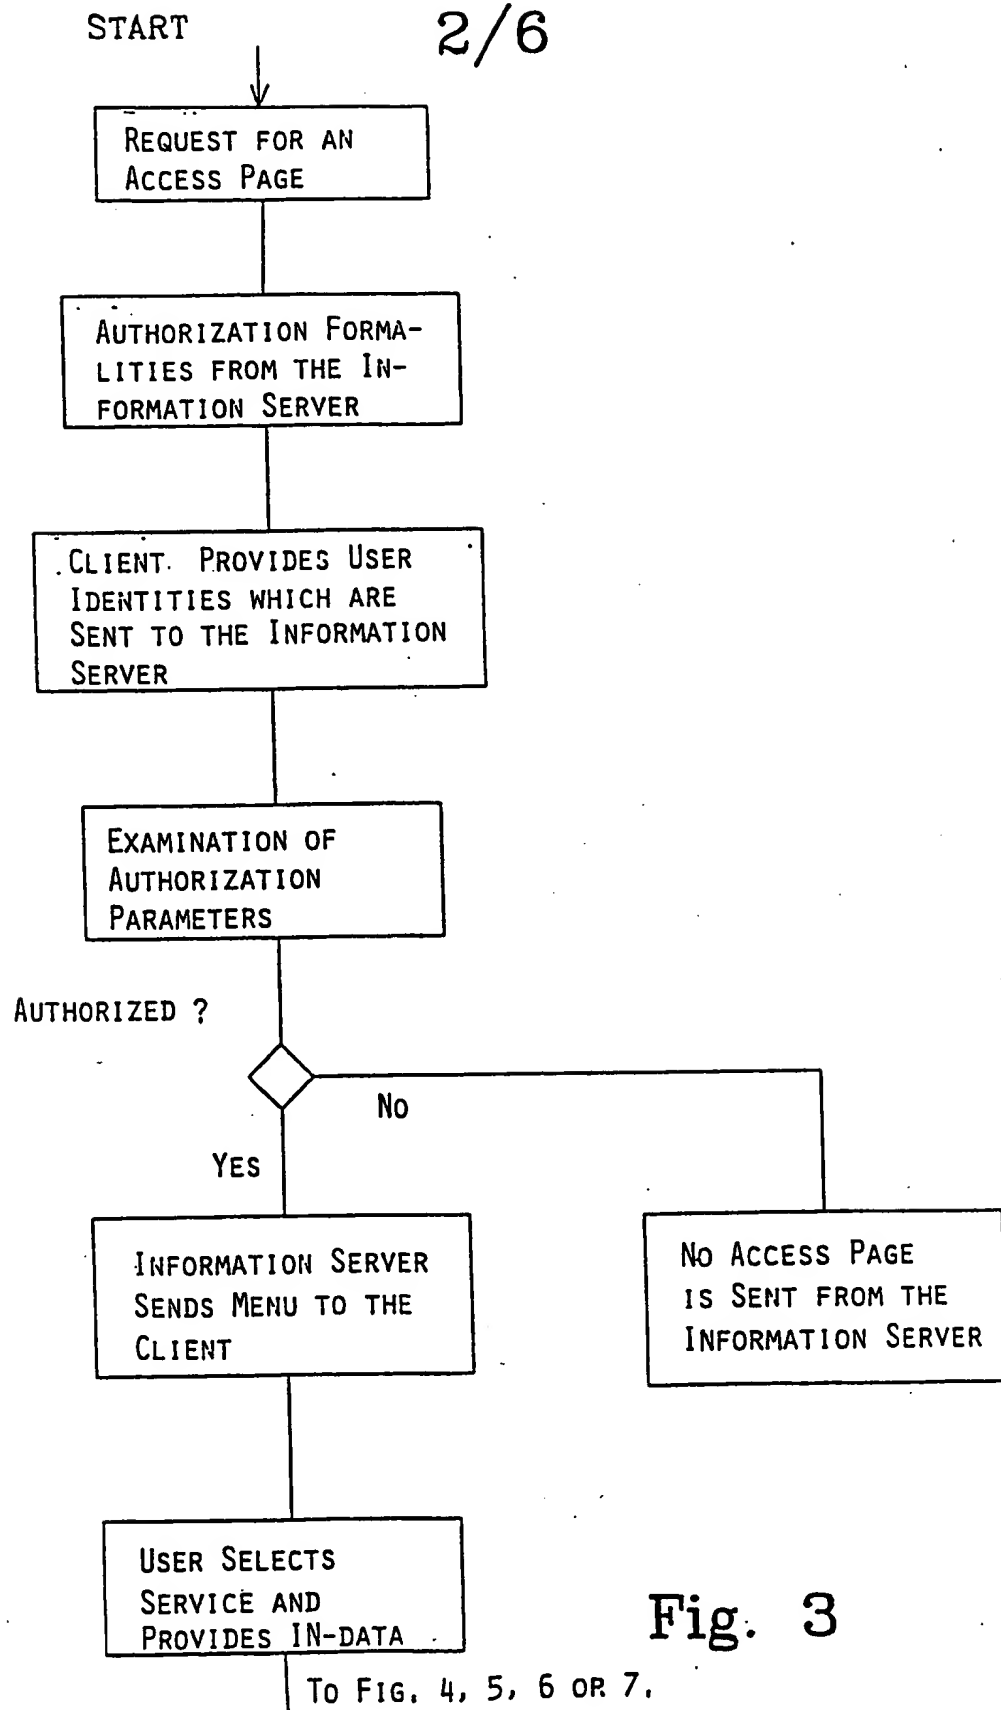 START
2/6
REQUEST FOR AN
ACCESS PAGE
AUTHORIZATION FORMA-
LITIES FROM THE IN-
FORMATION SERVER
CLIENT PROVIDES USER
IDENTITIES WHICH ARE
SENT TO THE INFORMATION
SERVER
EXAMINATION OF
AUTHORIZATION
PARAMETERS
AUTHORIZED ?
NO
YES
INFORMATION SERVER
SENDS MENU TO THE
CLIENT
NO ACCESS PAGE
IS SENT FROM THE
INFORMATION SERVER
USER SELECTS
SERVICE AND
PROVIDES IN-DATA
Fig. 3
TO FIG. 4, 5, 6 OR 7.